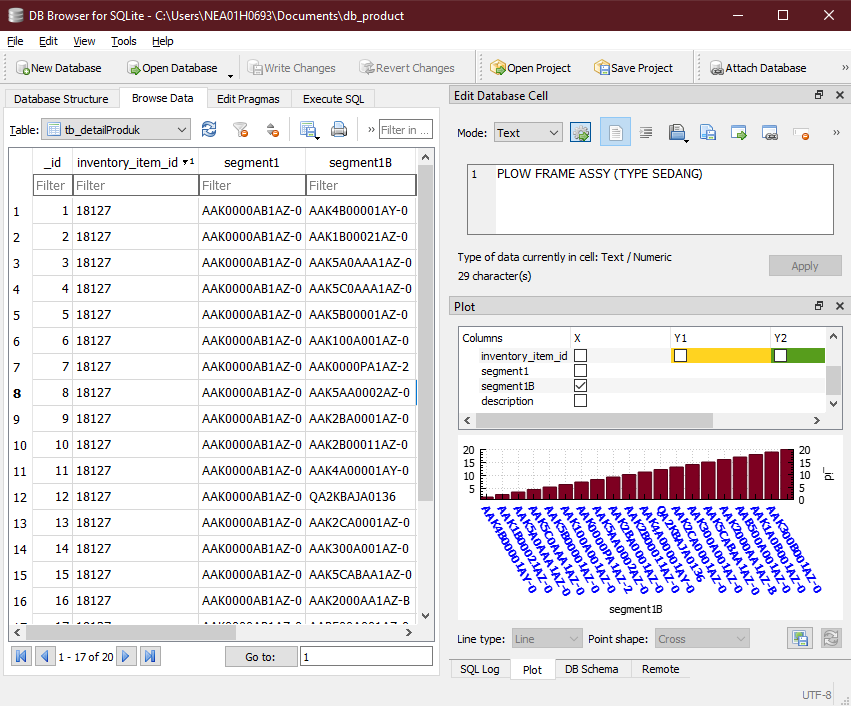 DB Browser for SQLite - C:\Users\NEA01H0693\Documents\db_product
File Edit View Tools Help
New Database Open Database Write Changes Revert Changes Open Project Save Project Attach Database »
Database Structure Browse Data Edit Pragmas Execute SQL
Table: tb_detailProduk » Filter in ...
_id inventory_item_id 1 segment1 segment1B
Filter Filter Filter Filter
1 1 18127 AAK0000AB1AZ-0 AAK4B00001AY-0
2 2 18127 AAK0000AB1AZ-0 AAK1B00021AZ-0
3 3 18127 AAK0000AB1AZ-0 AAK5A0AAA1AZ-0
4 4 18127 AAK0000AB1AZ-0 AAK5C0AAA1AZ-0
5 5 18127 AAK0000AB1AZ-0 AAK5B00001AZ-0
6 6 18127 AAK0000AB1AZ-0 AAK100A001AZ-0
7 7 18127 AAK0000AB1AZ-0 AAK0000PA1AZ-2
8 8 18127 AAK0000AB1AZ-0 AAK5AA0002AZ-0
9 9 18127 AAK0000AB1AZ-0 AAK2BA0001AZ-0
10 10 18127 AAK0000AB1AZ-0 AAK2B00011AZ-0
11 11 18127 AAK0000AB1AZ-0 AAK4A00001AY-0
12 12 18127 AAK0000AB1AZ-0 QA2KBAJA0136
13 13 18127 AAK0000AB1AZ-0 AAK2CA0001AZ-0
14 14 18127 AAK0000AB1AZ-0 AAK300A001AZ-0
15 15 18127 AAK0000AB1AZ-0 AAK5CABAA1AZ-0
16 16 18127 AAK0000AB1AZ-0 AAK2000AA1AZ-B
1 - 17 of 20 Go to: 1
Edit Database Cell
Mode: Text »
1 PLOW FRAME ASSY (TYPE SEDANG)
Type of data currently in cell: Text / Numeric
29 character(s)
Apply
Plot
Columns X Y1 Y2
inventory_item_id
segment1
segment1B
description
20 15 10 5
20 15 10 5 0
_id
AAK4B00001AY-0
AAK1B00021AZ-0
AAK5A0AAA1AZ-0
AAK5C0AAA1AZ-0
AAK5B00001AZ-0
AAK100A001AZ-0
AAK0000PA1AZ-2
AAK5AA0002AZ-0
AAK2BA0001AZ-0
AAK2B00011AZ-0
AAK4A00001AY-0
QA2KBAJA0136
AAK2CA0001AZ-0
AAK300A001AZ-0
AAK5CABAA1AZ-0
AAK2000AA1AZ-B
AAK300B001AZ-0
segment1B
Line type: Line Point shape: Cross
SQL Log Plot DB Schema Remote
UTF-8